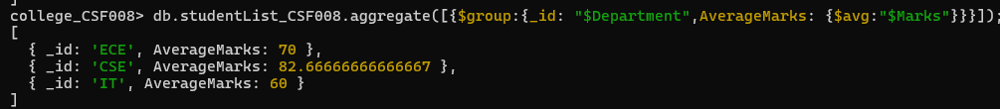 ]
college_CSF008> db.studentList_CSF008.aggregate([{$group:{_id: "$Department",AverageMarks: {$avg:"$Marks"}}}]);
[
  { _id: 'ECE', AverageMarks: 70 },
  { _id: 'CSE', AverageMarks: 82.66666666666667 },
  { _id: 'IT', AverageMarks: 60 }
]